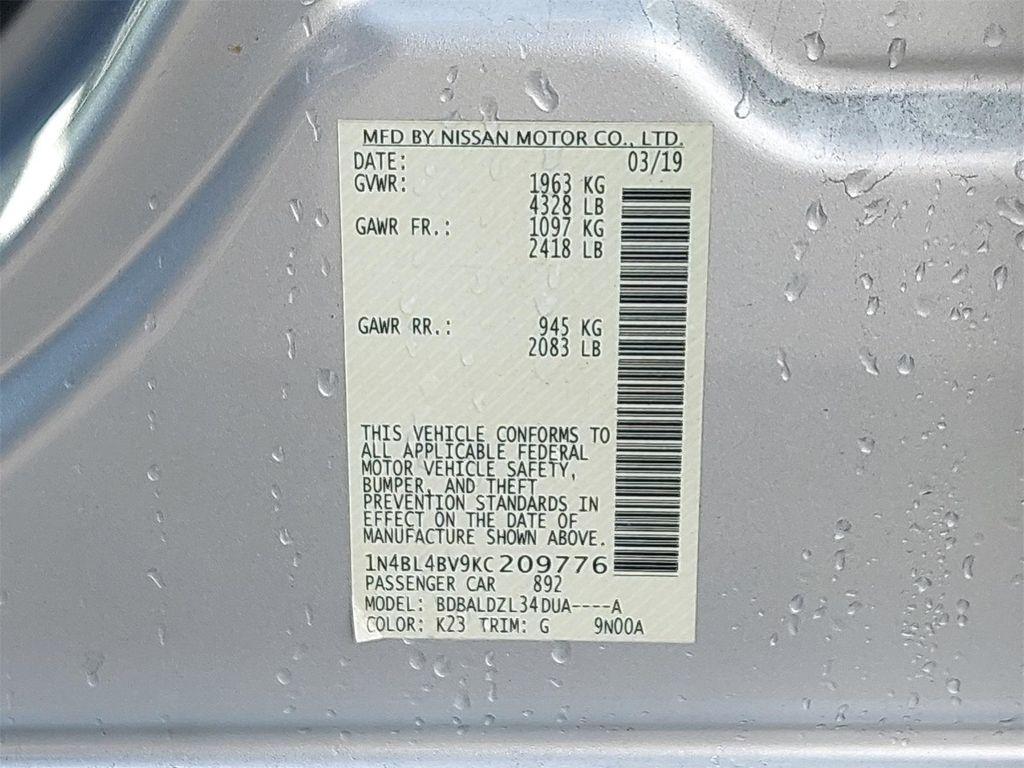 MFD BY NISSAN MOTOR CO., LTD.
DATE: 03/19
GVWR: 1963 KG
4328 LB
GAWR FR.: 1097 KG
2418 LB
GAWR RR.: 945 KG
2083 LB
THIS VEHICLE CONFORMS TO
ALL APPLICABLE FEDERAL
MOTOR VEHICLE SAFETY,
BUMPER, AND THEFT
PREVENTION STANDARDS IN
EFFECT ON THE DATE OF
MANUFACTURE SHOWN ABOVE.
1N4BL4BV9KC209776
PASSENGER CAR 892
MODEL: BDBALDZL34DUA----A
COLOR: K23 TRIM: G 9N00A